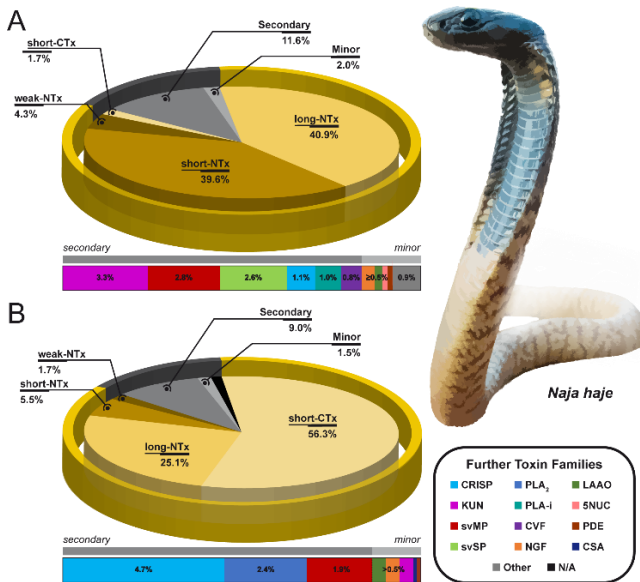 A
Secondary
11.6%
short-CTx
1.7%
Minor
2.0%
weak-NTx
4.3%
long-NTx
40.9%
short-NTx
39.6%
secondary
minor
3.3%
2.8%
2.6%
1.1%
1.0%
0.8%
≥0.5%
0.9%
B
Secondary
9.0%
Minor
1.5%
weak-NTx
1.7%
short-NTx
5.5%
short-CTx
56.3%
long-NTx
25.1%
secondary
minor
4.7%
2.4%
>0.5%
Naja haje
Further Toxin Families
CRISP
PLA₂
LAAO
KUN
PLA-i
5NUC
svMP
CVF
PDE
svSP
NGF
CSA
Other
N/A